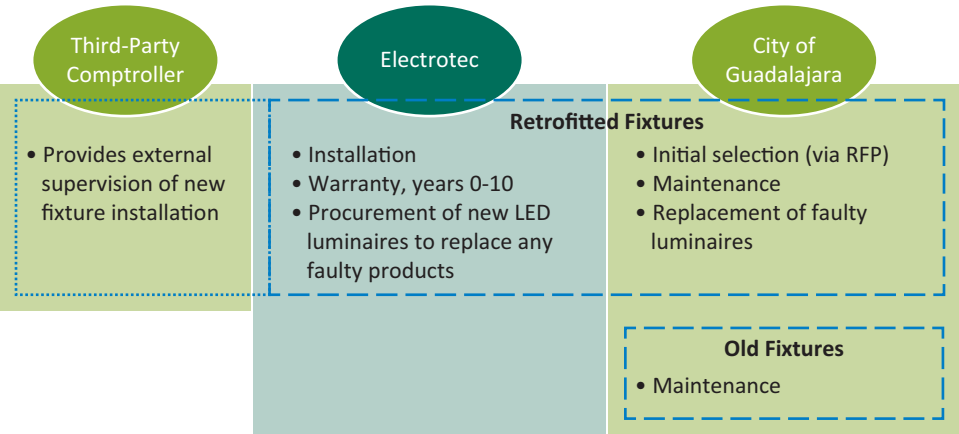 Third-Party
Comptroller
Electrotec
City of
Guadalajara
Retrofitted Fixtures
• Provides external
supervision of new
fixture installation
• Installation
• Warranty, years 0-10
• Procurement of new LED
luminaires to replace any
faulty products
• Initial selection (via RFP)
• Maintenance
• Replacement of faulty
luminaires
Old Fixtures
• Maintenance